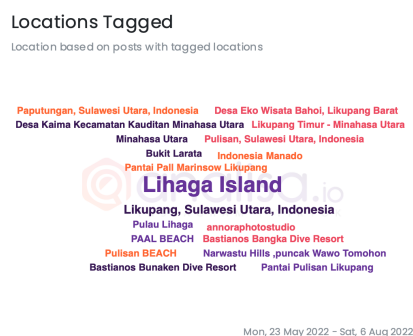 Locations Tagged
Location based on posts with tagged locations
Paputungan, Sulawesi Utara, Indonesia Desa Eko Wisata Bahoi, Likupang Barat
Desa Kaima Kecamatan Kauditan Minahasa Utara Likupang Timur - Minahasa Utara
Minahasa Utara Pulisan, Sulawesi Utara, Indonesia
Bukit Larata Indonesia Manado
Pantai Pall Marinsow Likupang
Lihaga Island
analisa.io
Likupang, Sulawesi Utara, Indonesia
Pulau Lihaga annoraphotostudio
PAAL BEACH Bastianos Bangka Dive Resort
Pulisan BEACH Narwastu Hills ,puncak Wawo Tomohon
Bastianos Bunaken Dive Resort Pantai Pulisan Likupang
Mon, 23 May 2022 - Sat, 6 Aug 2022